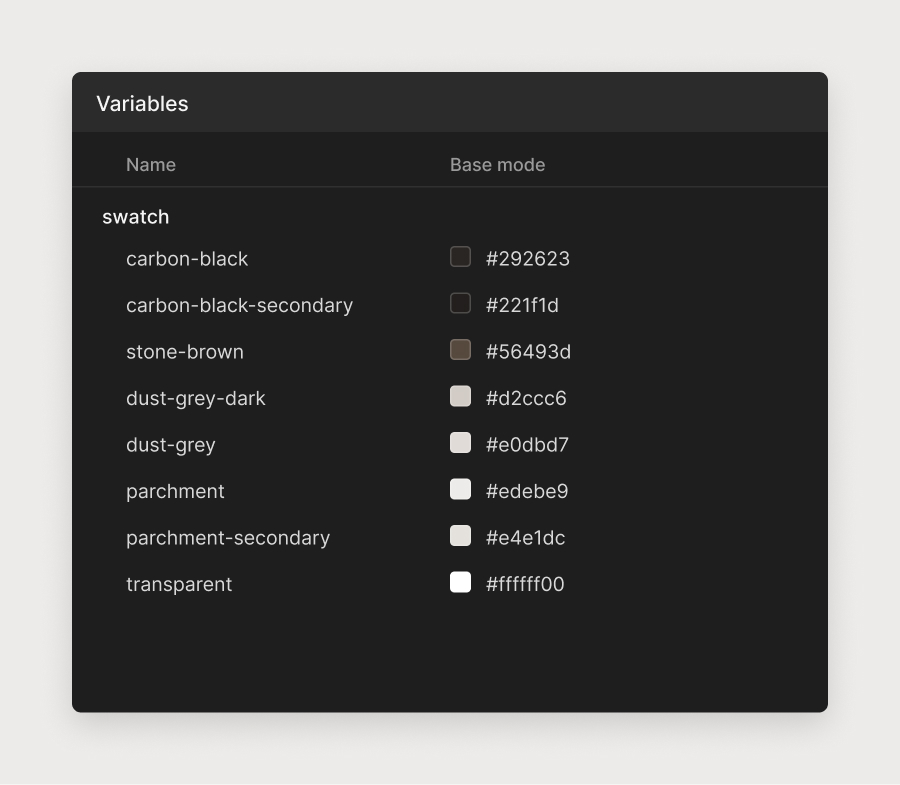 Variables
Name Base mode
swatch
carbon-black #292623
carbon-black-secondary #221f1d
stone-brown #56493d
dust-grey-dark #d2ccc6
dust-grey #e0dbd7
parchment #edebe9
parchment-secondary #e4e1dc
transparent #ffffff00